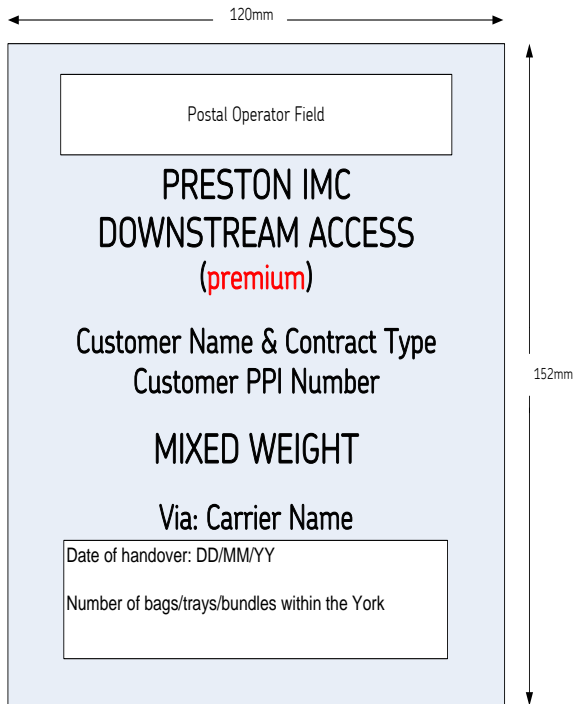 120mm
Postal Operator Field
PRESTON IMC
DOWNSTREAM ACCESS
(premium)
Customer Name & Contract Type
Customer PPI Number
152mm
MIXED WEIGHT
Via: Carrier Name
Date of handover: DD/MM/YY
Number of bags/trays/bundles within the York